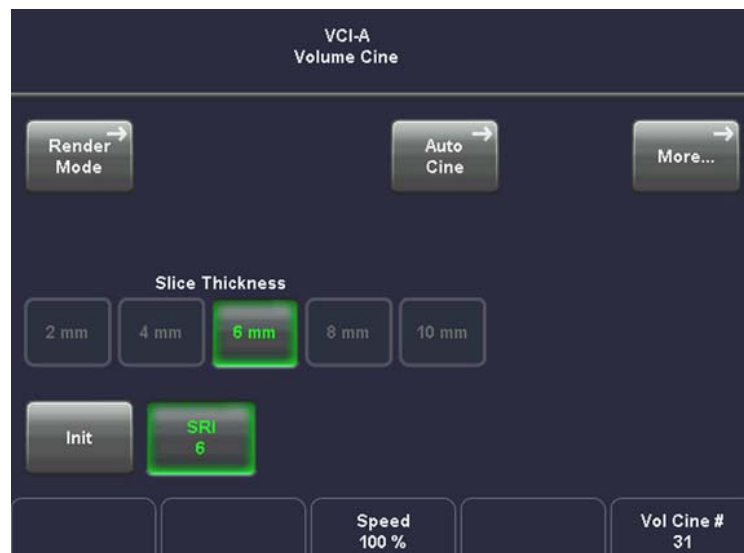 VCI-A
Volume Cine
Render
Mode
Auto
Cine
More...
Slice Thickness
2 mm
4 mm
6 mm
8 mm
10 mm
Init
SRI
6
Speed
100 %
Vol Cine #
31